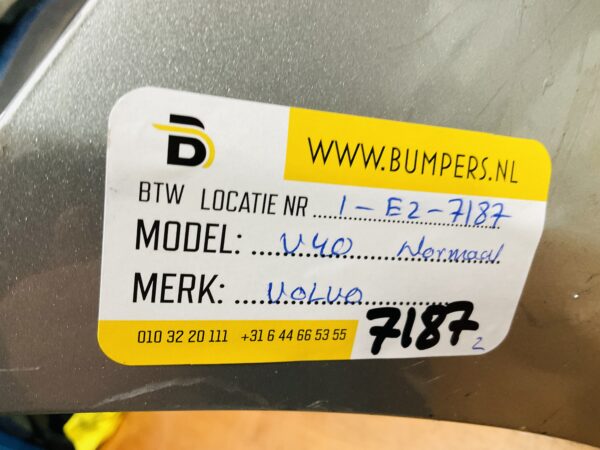 WWW.BUMPERS.NL
BTW LOCATIE NR 1-E2-7187
MODEL: V40 Normaal
MERK: VOLVO
010 32 20 111 +31 6 44 66 53 55 7187 2